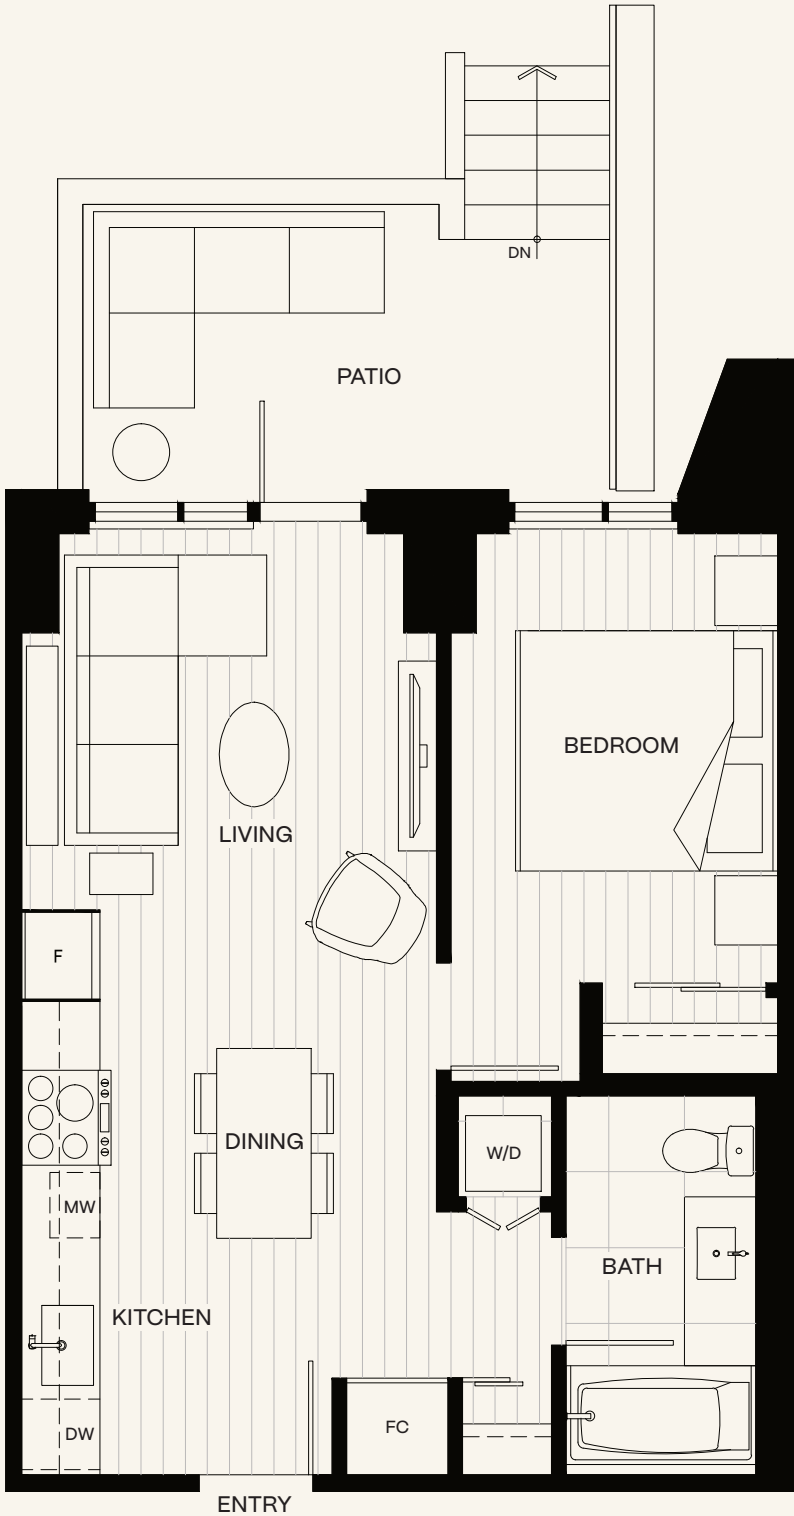 DN
PATIO
BEDROOM
LIVING
F
DINING
W/D
MW
BATH
KITCHEN
FC
DW
ENTRY